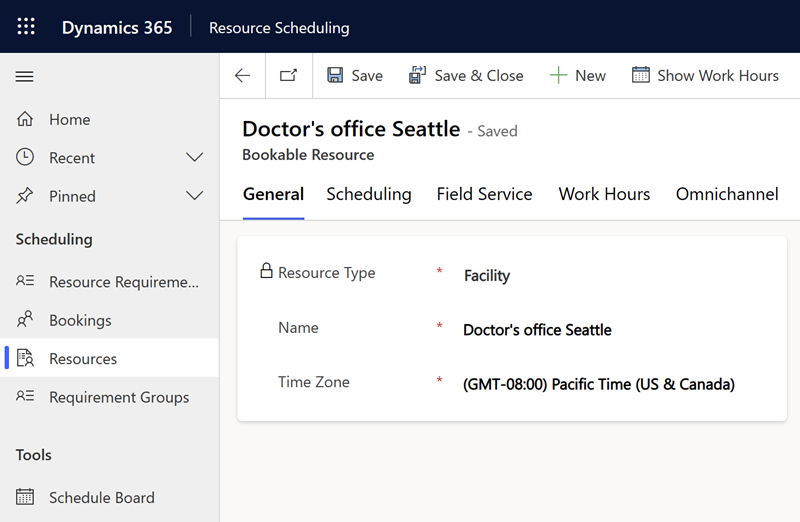 Dynamics 365 Resource Scheduling
Save Save & Close New Show Work Hours
Home
Recent
Pinned
Scheduling
Resource Requireme...
Bookings
Resources
Requirement Groups
Tools
Schedule Board
Doctor's office Seattle - Saved
Bookable Resource
General Scheduling Field Service Work Hours Omnichannel
Resource Type * Facility
Name * Doctor's office Seattle
Time Zone * (GMT-08:00) Pacific Time (US & Canada)